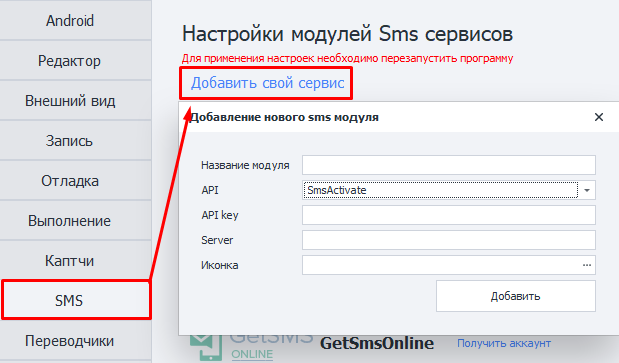 Android
Редактор
Внешний вид
Запись
Отладка
Выполнение
Каптчи
SMS
Переводчики
Настройки модулей Sms сервисов
Для применения настроек необходимо перезапустить программу
Добавить свой сервис
Добавление нового sms модуля
Название модуля
API
SmsActivate
API key
Server
Иконка
...
Добавить
GetSMS
ONLINE
GetSmsOnline
Получить аккаунт